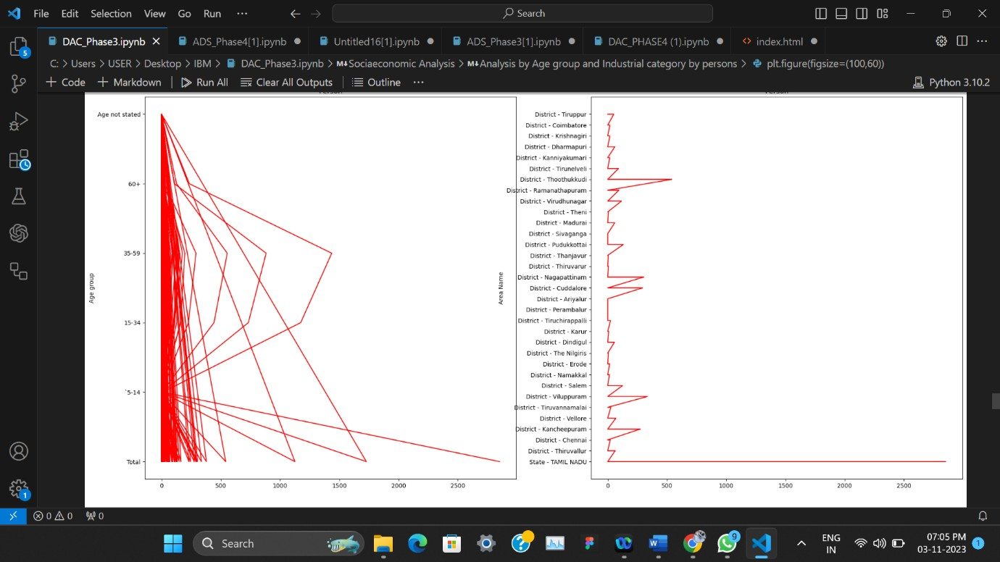 File Edit Selection View Go Run ··· Search
DAC_Phase3.ipynb ADS_Phase4[1].ipynb Untitled16[1].ipynb ADS_Phase3[1].ipynb DAC_PHASE4 (1).ipynb index.html
C: > Users > USER > Desktop > IBM > DAC_Phase3.ipynb > M↓Sociaeconomic Analysis > M↓Analysis by Age group and Industrial category by persons > plt.figure(figsize=(100,60))
+ Code + Markdown Run All Clear All Outputs Outline ··· Python 3.10.2
5
1
Person
Age not stated
60+
35-59
15-34
`5-14
Total
Age group
0 500 1000 1500 2000 2500
Person
District - Tiruppur
District - Coimbatore
District - Krishnagiri
District - Dharmapuri
District - Kanniyakumari
District - Tirunelveli
District - Thoothukkudi
District - Ramanathapuram
District - Virudhunagar
District - Theni
District - Madurai
District - Sivaganga
District - Pudukkottai
District - Thanjavur
District - Thiruvarur
District - Nagapattinam
District - Cuddalore
District - Ariyalur
District - Perambalur
District - Tiruchirappalli
District - Karur
District - Dindigul
District - The Nilgiris
District - Erode
District - Namakkal
District - Salem
District - Viluppuram
District - Tiruvannamalai
District - Vellore
District - Kancheepuram
District - Chennai
District - Thiruvallur
State - TAMIL NADU
Area Name
0 500 1000 1500 2000 2500
0 0 0
Search
W
9
ENG
IN
07:05 PM
03-11-2023
1